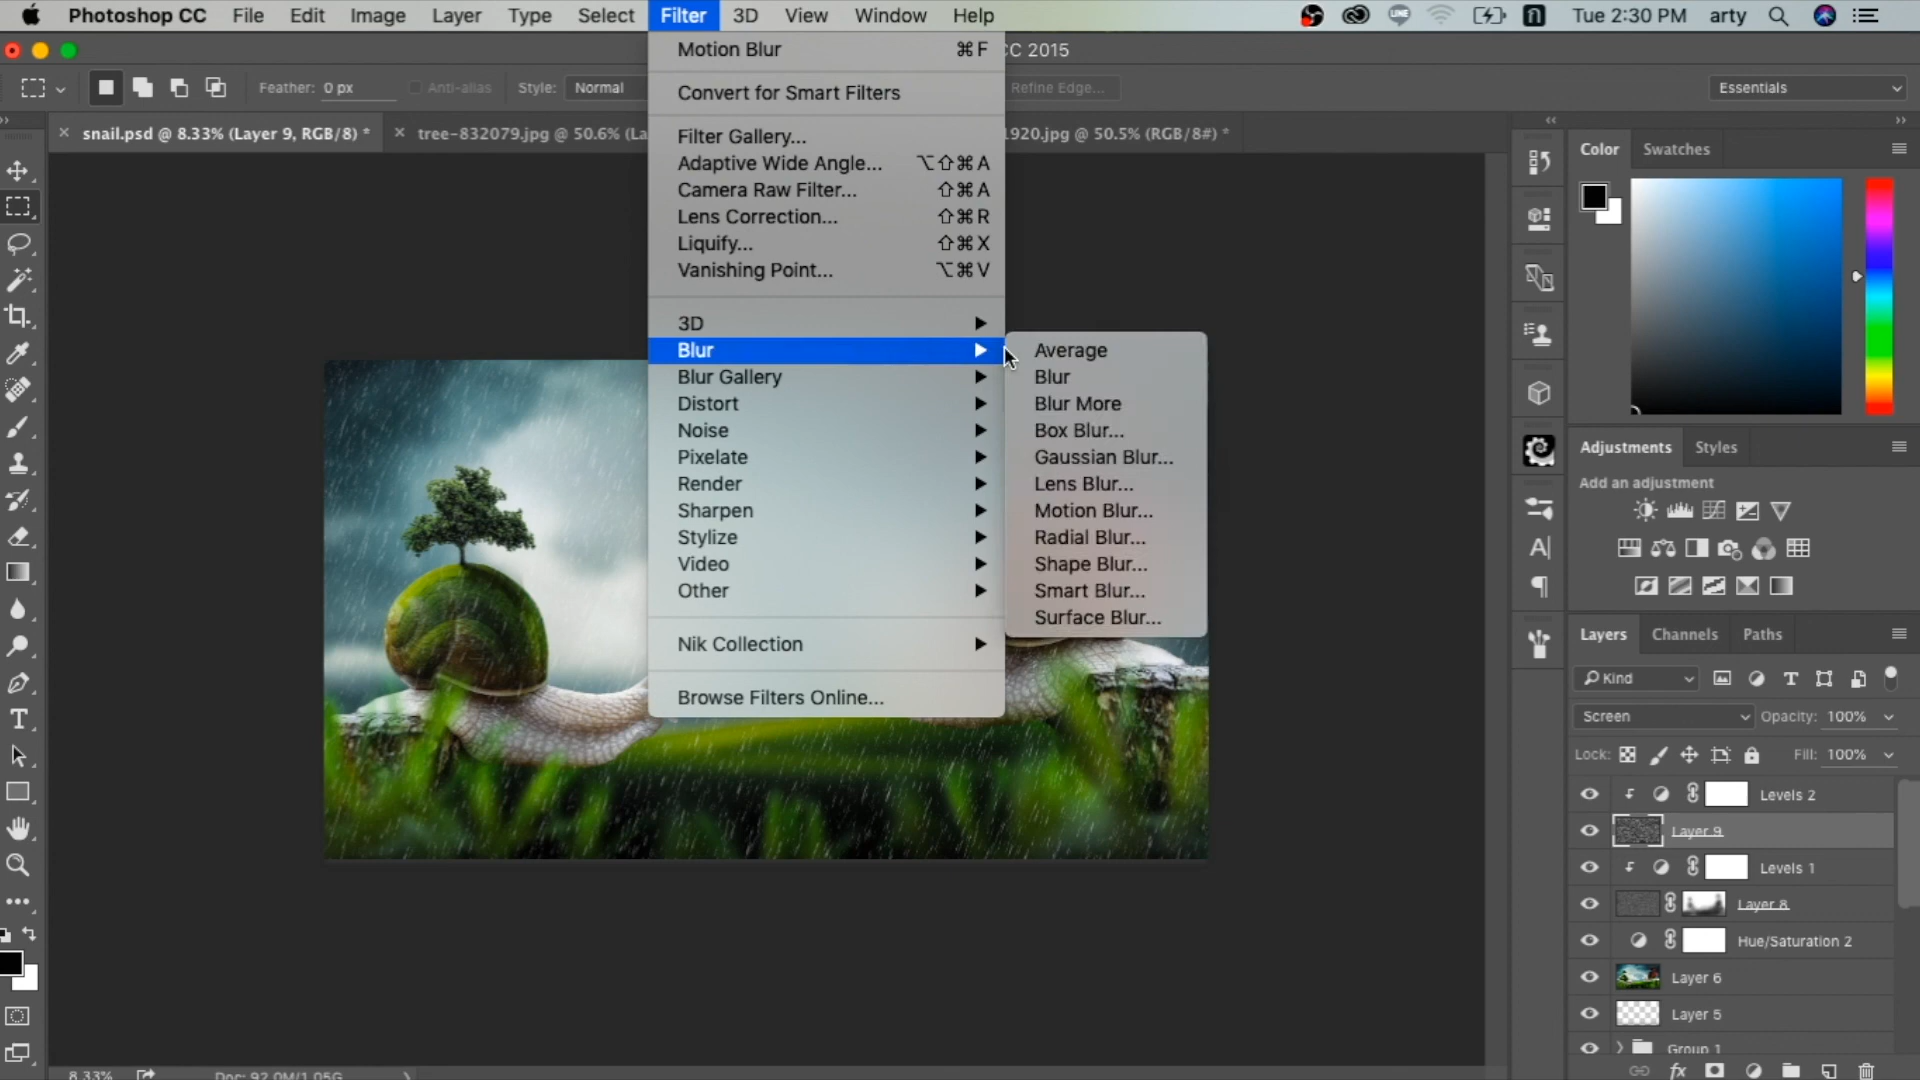 Photoshop CC File Edit Image Layer Type Select Filter 3D View Window Help Tue 2:30 PM arty
CC 2015
Feather: 0 px Anti-alias Style: Normal Refine Edge... Essentials
snail.psd @ 8.33% (Layer 9, RGB/8) * tree-832079.jpg @ 50.6% (La 1920.jpg @ 50.5% (RGB/8#) *
Motion Blur ⌘F
Convert for Smart Filters
Filter Gallery...
Adaptive Wide Angle... ⌥⇧⌘A
Camera Raw Filter... ⇧⌘A
Lens Correction... ⇧⌘R
Liquify... ⇧⌘X
Vanishing Point... ⌥⌘V
3D
Blur
Blur Gallery
Distort
Noise
Pixelate
Render
Sharpen
Stylize
Video
Other
Nik Collection
Browse Filters Online...
Average
Blur
Blur More
Box Blur...
Gaussian Blur...
Lens Blur...
Motion Blur...
Radial Blur...
Shape Blur...
Smart Blur...
Surface Blur...
Color Swatches
Adjustments Styles
Add an adjustment
Layers Channels Paths
Kind
Screen Opacity: 100%
Lock: Fill: 100%
Levels 2
Layer 9
Levels 1
Layer 8
Hue/Saturation 2
Layer 6
Layer 5
Group 1
fx
8.33% Doc: 92.0M/1.05G